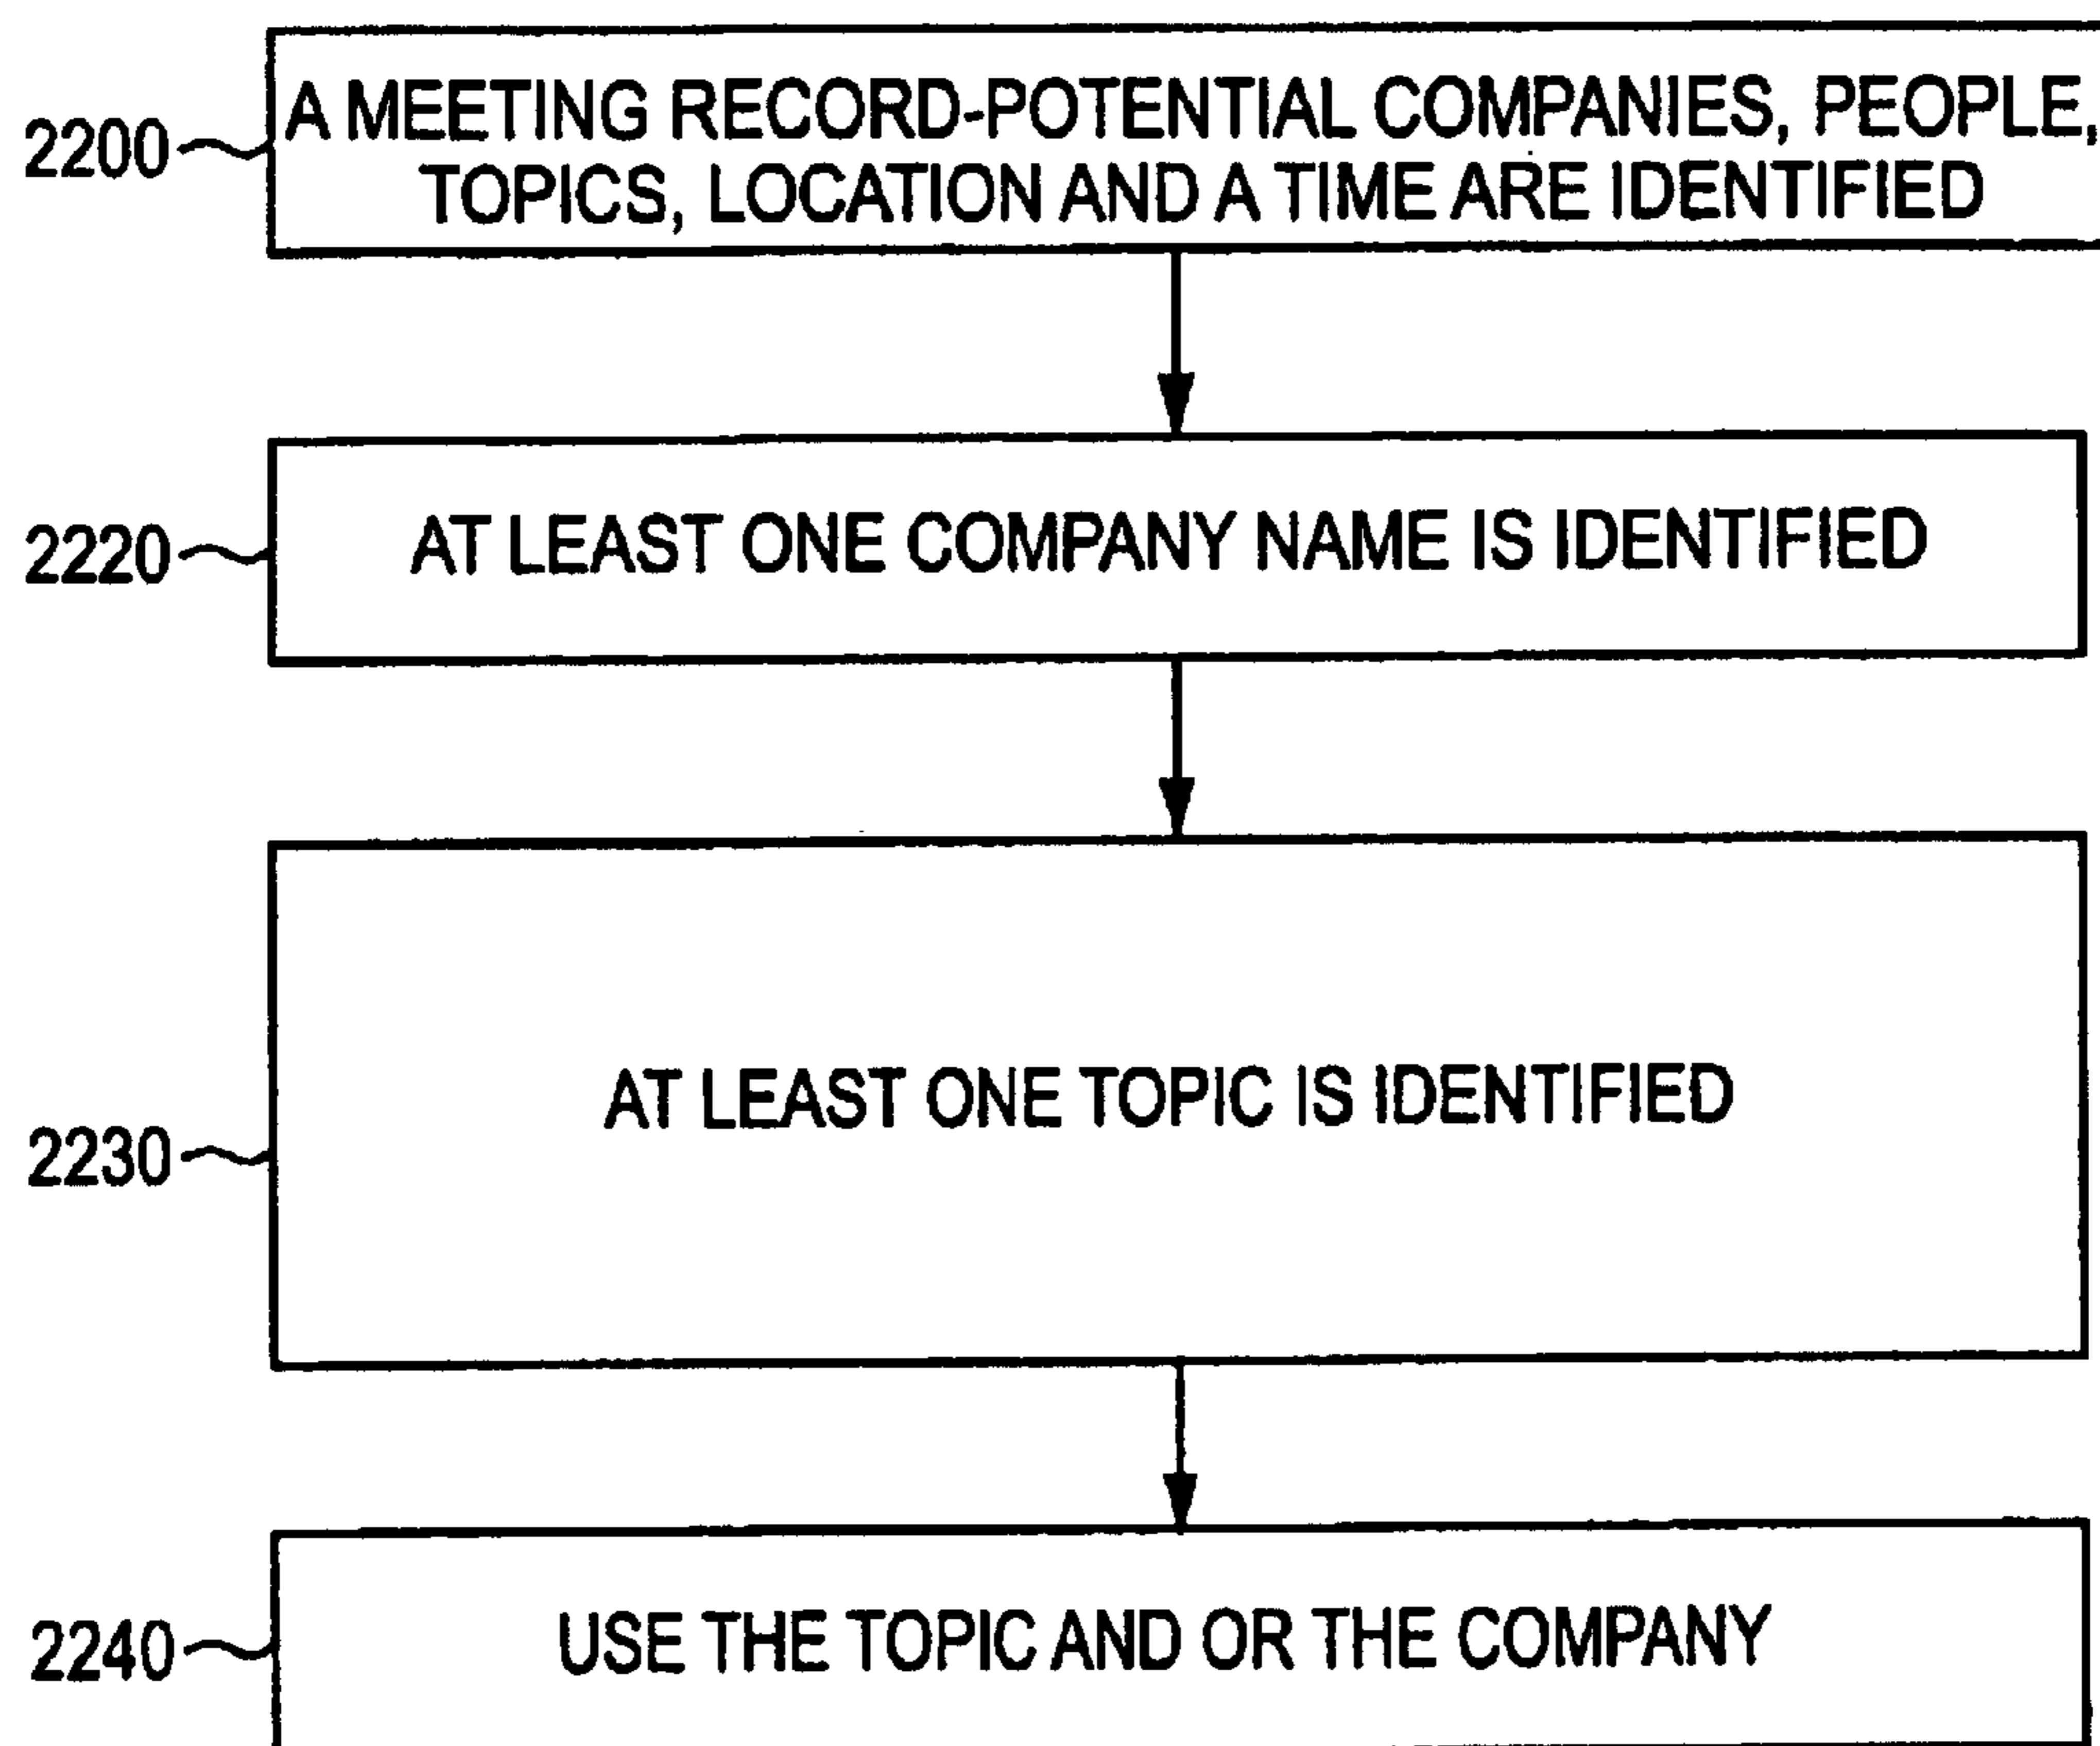 2200
A MEETING RECORD-POTENTIAL COMPANIES, PEOPLE,
TOPICS, LOCATION AND A TIME ARE IDENTIFIED
2220
AT LEAST ONE COMPANY NAME IS IDENTIFIED
2230
AT LEAST ONE TOPIC IS IDENTIFIED
2240
USE THE TOPIC AND OR THE COMPANY